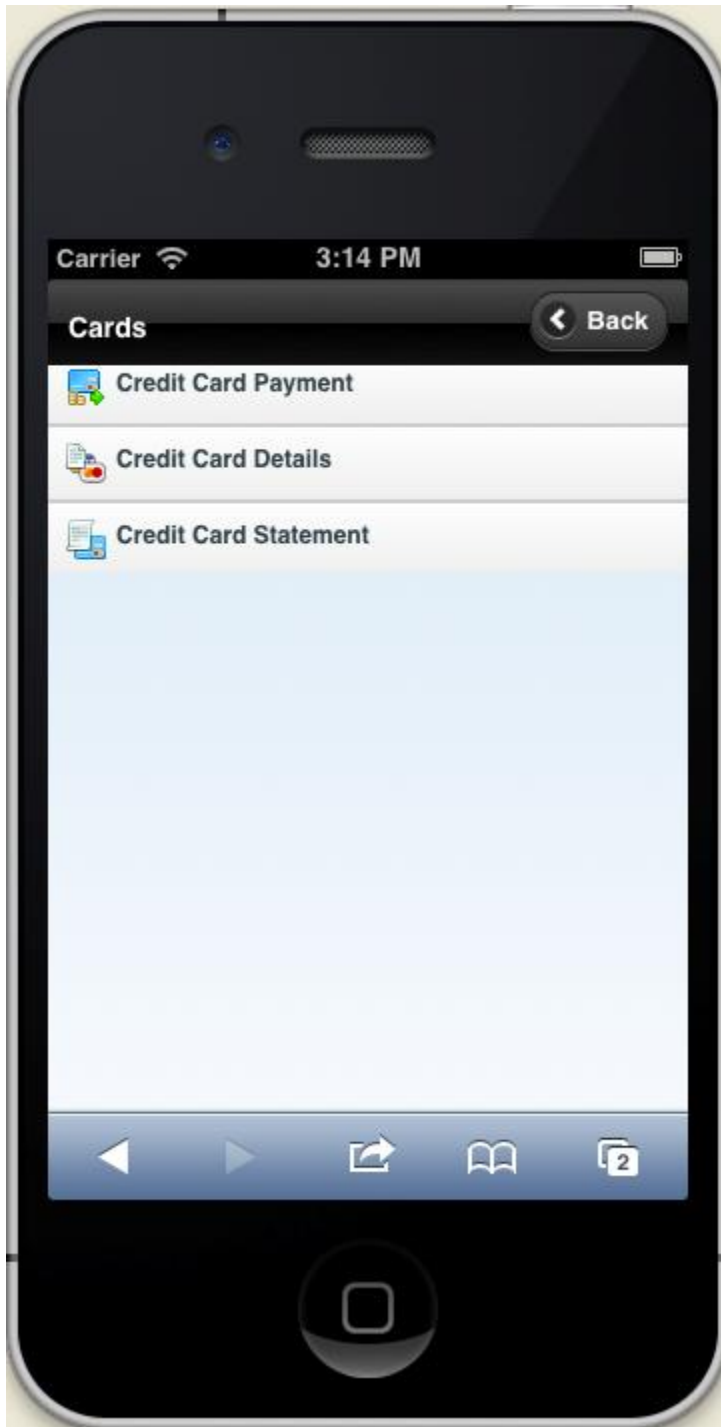 Carrier 3:14 PM
Cards
Back
Credit Card Payment
Credit Card Details
Credit Card Statement
2